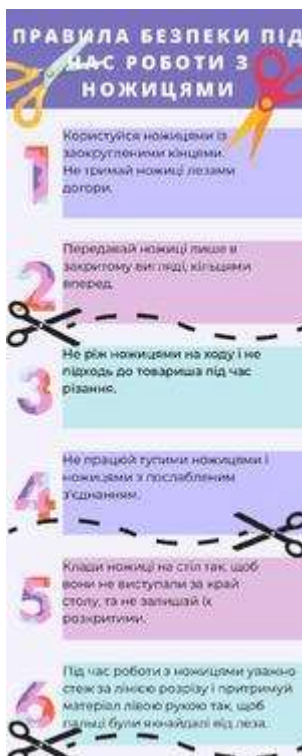 ПРАВИЛА БЕЗПЕКИ ПІД
ЧАС РОБОТИ З
НОЖИЦЯМИ
1
Користуйся ножицями із
заокругленими кінцями.
Не тримай ножиці лезами
догори.
2
Передавай ножиці лише в
закритому вигляді, кільцями
вперед.
3
Не ріж ножицями на ходу і не
підходь до товариша під час
різання.
4
Не працюй тупими ножицями і
ножицями з послабленим
з'єднанням.
5
Клади ножиці на стіл так, щоб
вони не виступали за край
столу, та не залишай їх
розкритими.
6
Під час роботи з ножицями уважно
стеж за лінією розрізу і притримуй
матеріал лівою рукою так, щоб
пальці були якнайдалі від леза.